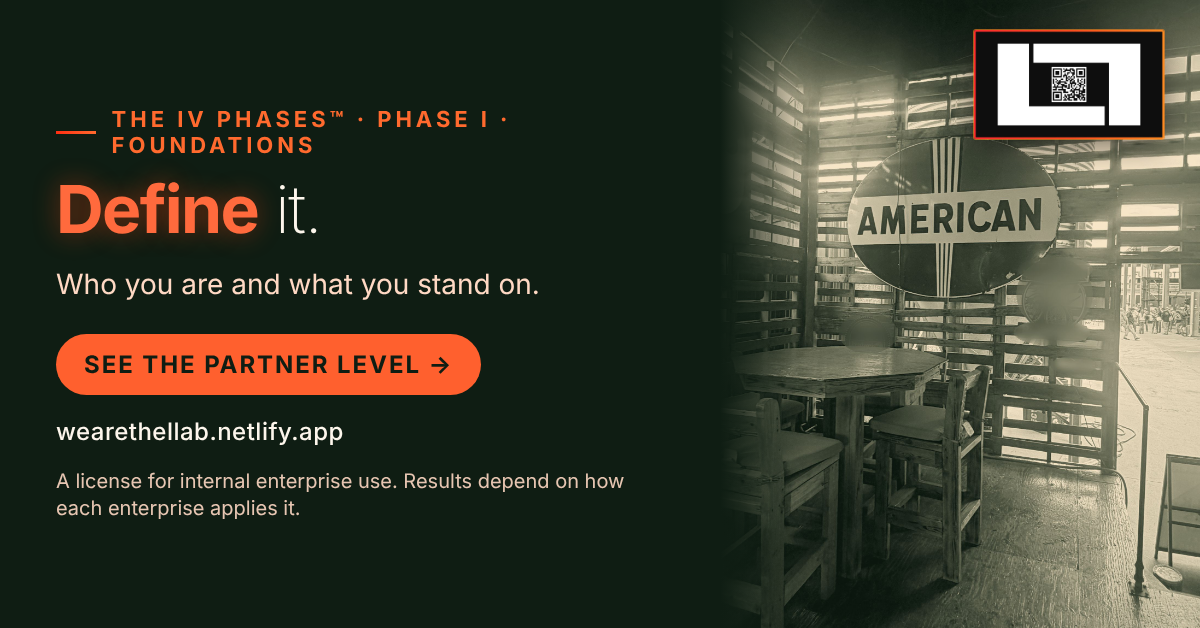 THE IV PHASES™ · PHASE I ·
FOUNDATIONS
Define it.
Who you are and what you stand on.
SEE THE PARTNER LEVEL →
wearethellab.netlify.app
A license for internal enterprise use. Results depend on how
each enterprise applies it.
AMERICAN